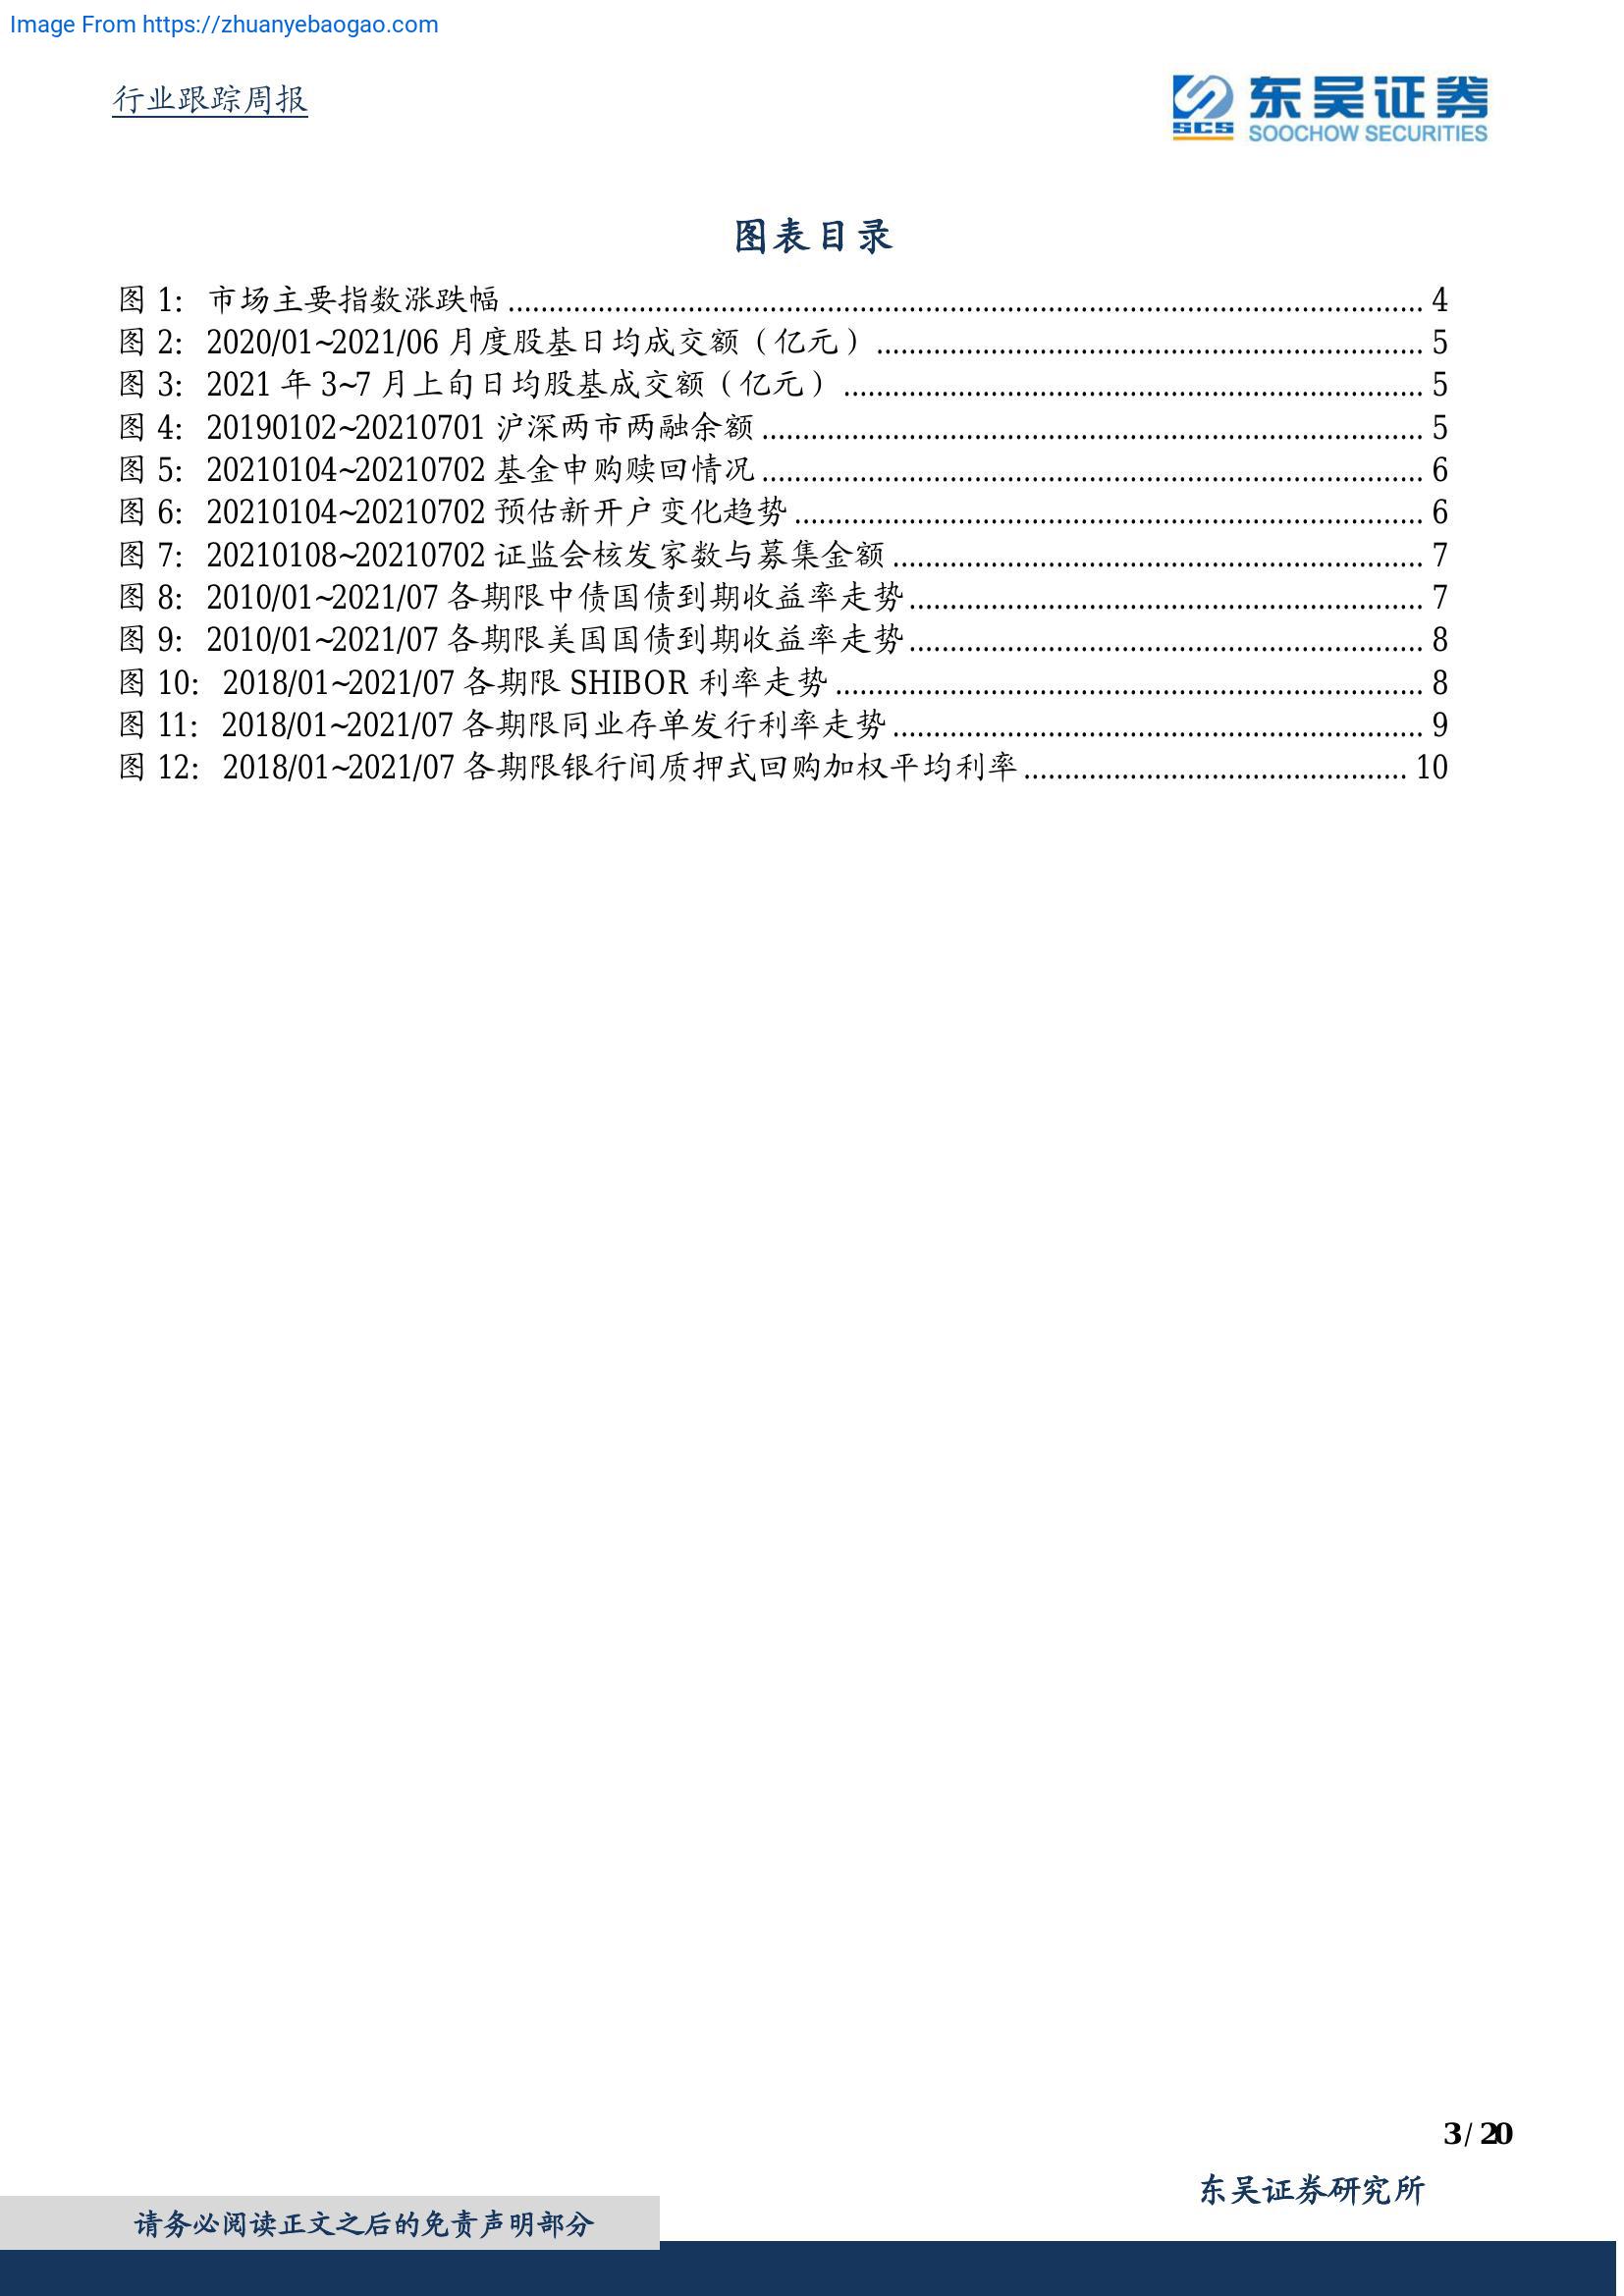 Image From https://zhuanyebaogao.com
行业跟踪周报
SCS 东吴证券
SOOCHOW SECURITIES
图表目录
图 1: 市场主要指数涨跌幅 4
图 2: 2020/01~2021/06 月度股基日均成交额（亿元） 5
图 3: 2021 年 3~7 月上旬日均股基成交额（亿元） 5
图 4: 20190102~20210701 沪深两市两融余额 5
图 5: 20210104~20210702 基金申购赎回情况 6
图 6: 20210104~20210702 预估新开户变化趋势 6
图 7: 20210108~20210702 证监会核发家数与募集金额 7
图 8: 2010/01~2021/07 各期限中债国债到期收益率走势 7
图 9: 2010/01~2021/07 各期限美国国债到期收益率走势 8
图 10: 2018/01~2021/07 各期限 SHIBOR 利率走势 8
图 11: 2018/01~2021/07 各期限同业存单发行利率走势 9
图 12: 2018/01~2021/07 各期限银行间质押式回购加权平均利率 10
3 / 20
东吴证券研究所
请务必阅读正文之后的免责声明部分